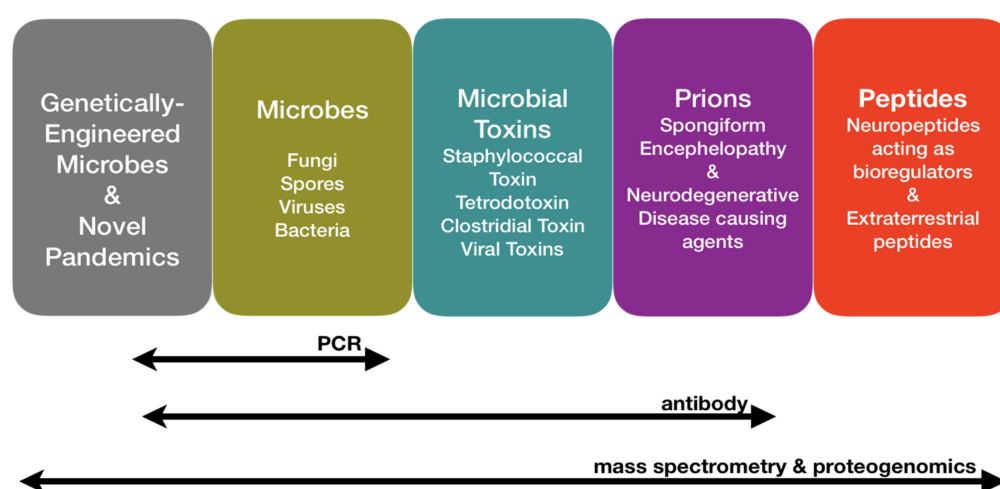 Genetically-
Engineered
Microbes
&
Novel
Pandemics
Microbes
Fungi
Spores
Viruses
Bacteria
Microbial
Toxins
Staphylococcal
Toxin
Tetrodotoxin
Clostridial Toxin
Viral Toxins
Prions
Spongiform
Encephelopathy
&
Neurodegenerative
Disease causing
agents
Peptides
Neuropeptides
acting as
bioregulators
&
Extraterrestrial
peptides
PCR
antibody
mass spectrometry & proteogenomics